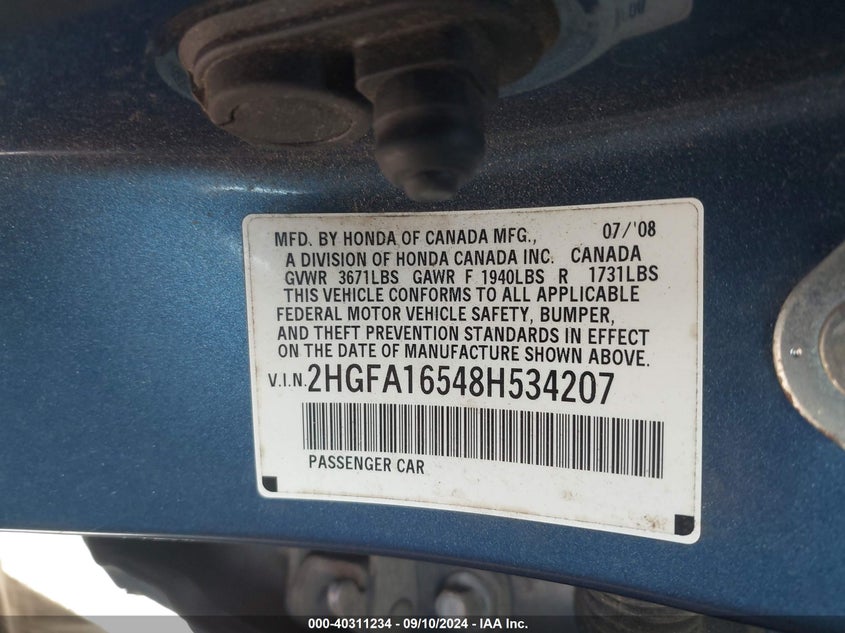 MFD. BY HONDA OF CANADA MFG., 07/'08
A DIVISION OF HONDA CANADA INC. CANADA
GVWR 3671LBS GAWR F 1940LBS R 1731LBS
THIS VEHICLE CONFORMS TO ALL APPLICABLE
FEDERAL MOTOR VEHICLE SAFETY, BUMPER,
AND THEFT PREVENTION STANDARDS IN EFFECT
ON THE DATE OF MANUFACTURE SHOWN ABOVE.
V.I.N. 2HGFA16548H534207
PASSENGER CAR
000-40311234 - 09/10/2024 - IAA Inc.